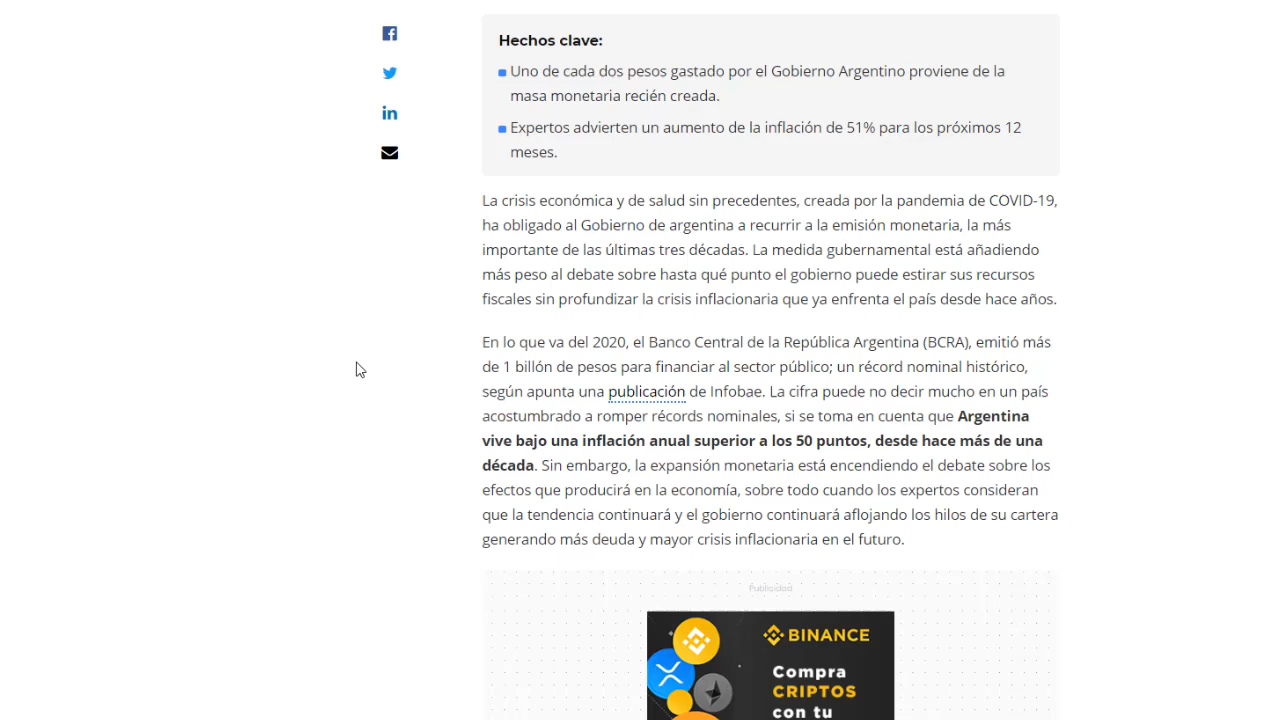 Hechos clave:
Uno de cada dos pesos gastado por el Gobierno Argentino proviene de la
masa monetaria recién creada.
Expertos advierten un aumento de la inflación de 51% para los próximos 12
meses.
La crisis económica y de salud sin precedentes, creada por la pandemia de COVID-19,
ha obligado al Gobierno de argentina a recurrir a la emisión monetaria, la más
importante de las últimas tres décadas. La medida gubernamental está añadiendo
más peso al debate sobre hasta qué punto el gobierno puede estirar sus recursos
fiscales sin profundizar la crisis inflacionaria que ya enfrenta el país desde hace años.
En lo que va del 2020, el Banco Central de la República Argentina (BCRA), emitió más
de 1 billón de pesos para financiar al sector público; un récord nominal histórico,
según apunta una publicación de Infobae. La cifra puede no decir mucho en un país
acostumbrado a romper récords nominales, si se toma en cuenta que Argentina
vive bajo una inflación anual superior a los 50 puntos, desde hace más de una
década. Sin embargo, la expansión monetaria está encendiendo el debate sobre los
efectos que producirá en la economía, sobre todo cuando los expertos consideran
que la tendencia continuará y el gobierno continuará aflojando los hilos de su cartera
generando más deuda y mayor crisis inflacionaria en el futuro.
Publicidad
BINANCE
Compra
CRIPTOS
con tu